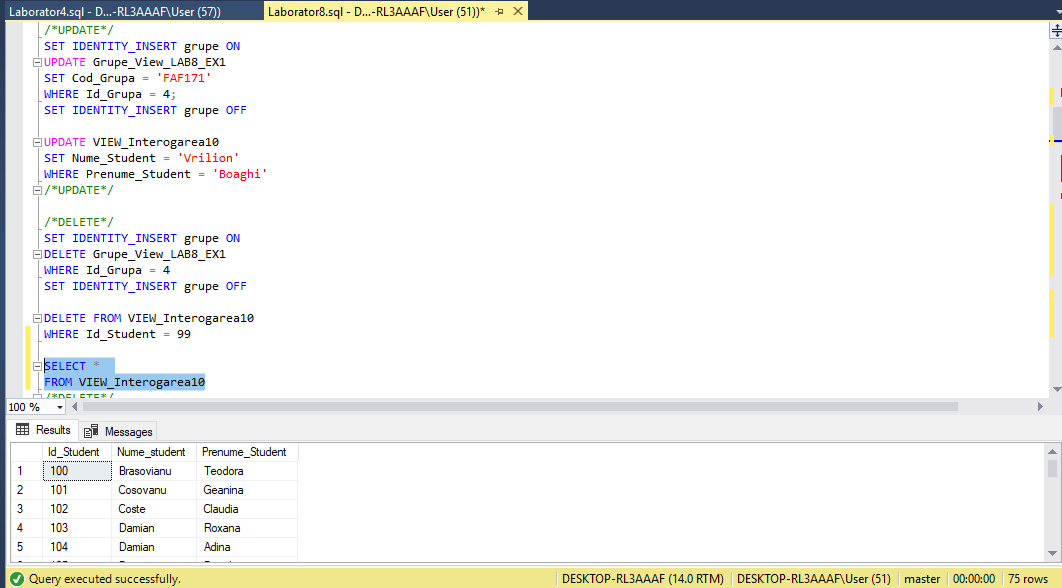 Laborator4.sql - D...-RL3AAAF\User (57))
Laborator8.sql - D...-RL3AAAF\User (51))*
/*UPDATE*/
SET IDENTITY_INSERT grupe ON
UPDATE Grupe_View_LAB8_EX1
SET Cod_Grupa = 'FAF171'
WHERE Id_Grupa = 4;
SET IDENTITY_INSERT grupe OFF
UPDATE VIEW_Interogarea10
SET Nume_Student = 'Vrilion'
WHERE Prenume_Student = 'Boaghi'
/*UPDATE*/
/*DELETE*/
SET IDENTITY_INSERT grupe ON
DELETE Grupe_View_LAB8_EX1
WHERE Id_Grupa = 4
SET IDENTITY_INSERT grupe OFF
DELETE FROM VIEW_Interogarea10
WHERE Id_Student = 99
SELECT *
FROM VIEW_Interogarea10
/*DELETE*/
100 %
Results Messages
Id_Student Nume_student Prenume_Student
1 100 Brasovianu Teodora
2 101 Cosovanu Geanina
3 102 Coste Claudia
4 103 Damian Roxana
5 104 Damian Adina
Query executed successfully. DESKTOP-RL3AAAF (14.0 RTM) DESKTOP-RL3AAAF\User (51) master 00:00:00 75 rows